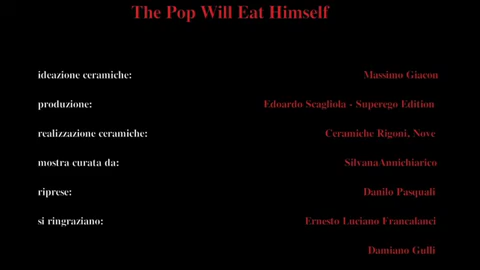 The Pop Will Eat Himself
ideazione ceramiche: Massimo Giacon
produzione: Edoardo Scagliola - Superego Edition
realizzazione ceramiche: Ceramiche Rigoni, Nove
mostra curata da: SilvanaAnnichiarico
riprese: Danilo Pasquali
si ringraziano: Ernesto Luciano Francalanci
Damiano Gullì